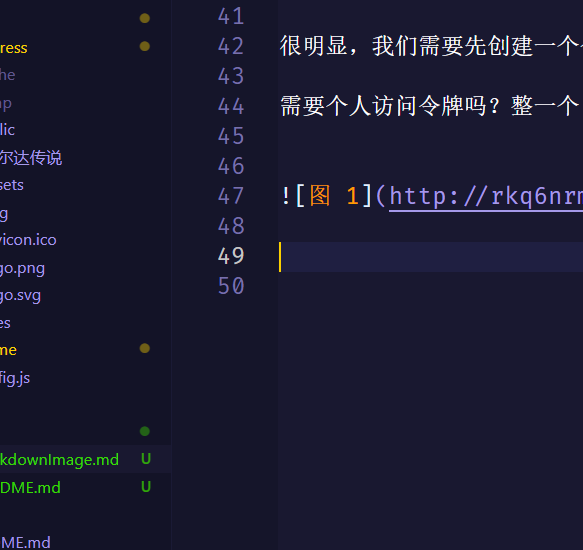 ress
he
lic
尔达传说
sets
g
vicon.ico
go.png
go.svg
es
me
fig.js
kdownImage.md U
DME.md U
ME.md
41
42 很明显，我们需要先创建一个
43
44 需要个人访问令牌吗？整一个
45
46
47 ![图 1](http://rkq6nrm
48
49
50